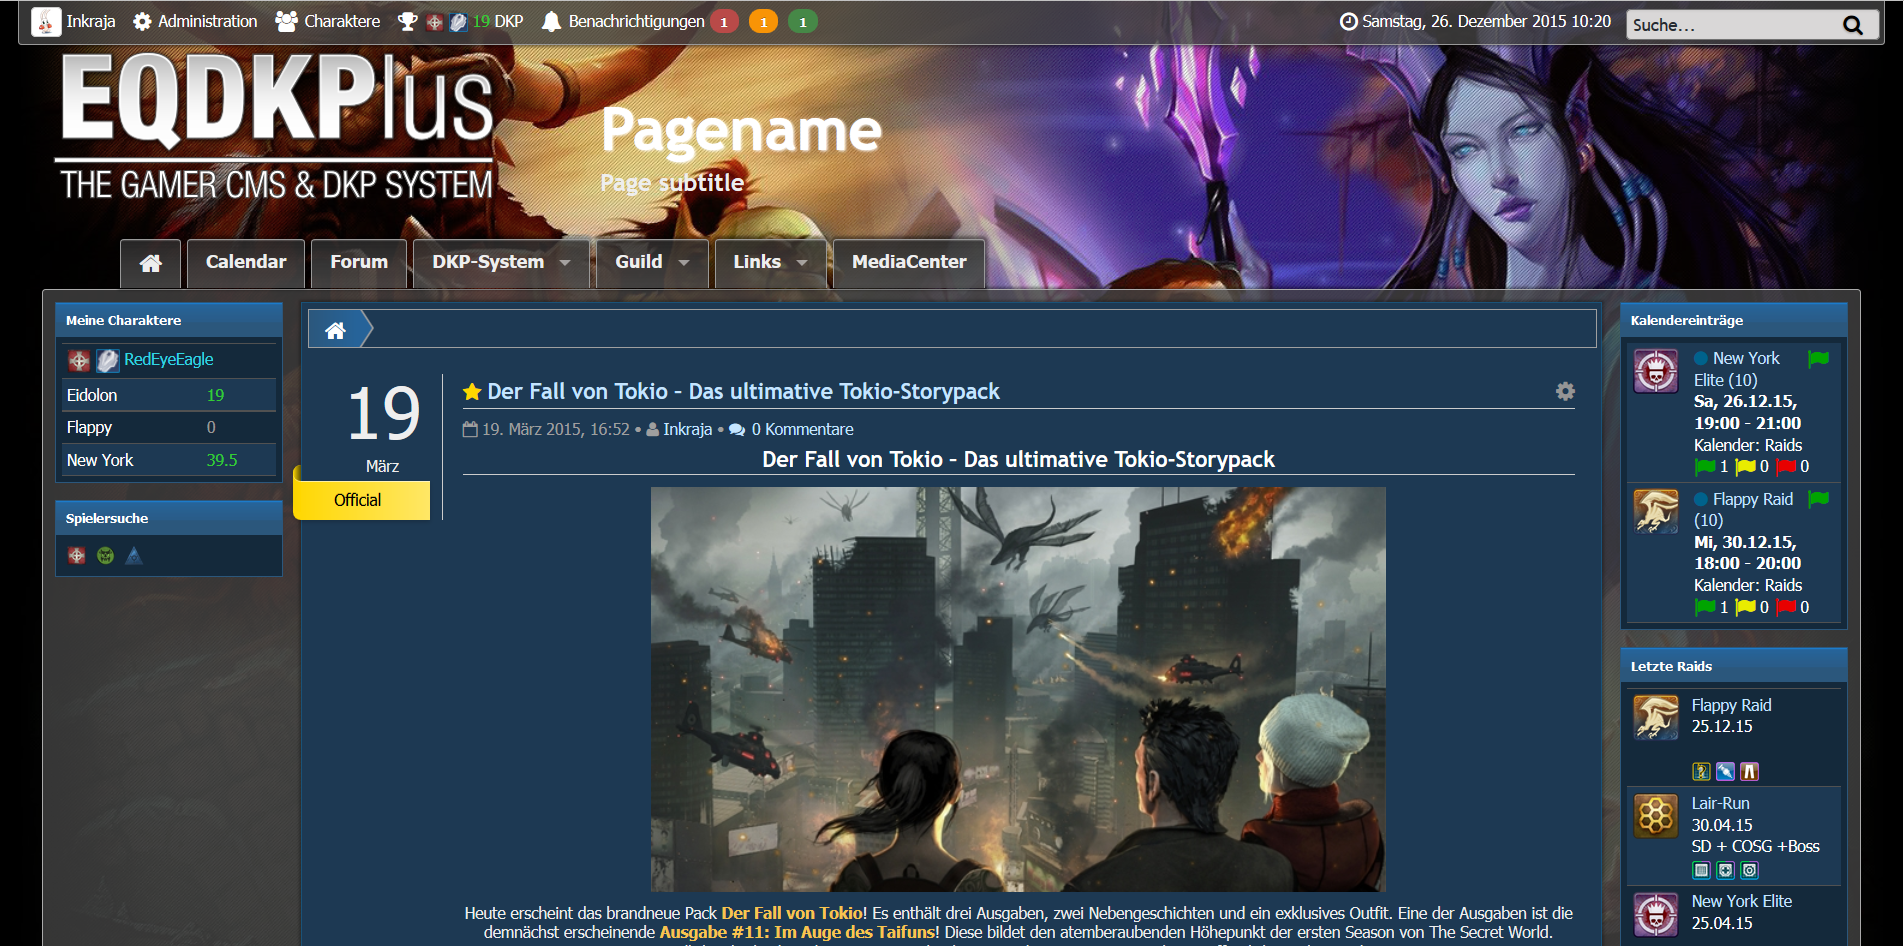 Inkraja Administration Charaktere 19 DKP Benachrichtigungen 1 1 1 Samstag, 26. Dezember 2015 10:20 Suche...
EQDKPlus
THE GAMER CMS & DKP SYSTEM
Pagename
Page subtitle
Calendar Forum DKP-System Guild Links MediaCenter
Meine Charaktere
RedEyeEagle
Eidolon 19
Flappy 0
New York 39.5
Spielersuche
19
März
Official
Der Fall von Tokio – Das ultimative Tokio-Storypack
19. März 2015, 16:52 • Inkraja • 0 Kommentare
Der Fall von Tokio – Das ultimative Tokio-Storypack
Heute erscheint das brandneue Pack Der Fall von Tokio! Es enthält drei Ausgaben, zwei Nebengeschichten und ein exklusives Outfit. Eine der Ausgaben ist die
demnächst erscheinende Ausgabe #11: Im Auge des Taifuns! Diese bildet den atemberaubenden Höhepunkt der ersten Season von The Secret World.
Kalendereinträge
New York
Elite (10)
Sa, 26.12.15,
19:00 - 21:00
Kalender: Raids
1 0 0
Flappy Raid
(10)
Mi, 30.12.15,
18:00 - 20:00
Kalender: Raids
1 0 0
Letzte Raids
Flappy Raid
25.12.15
Lair-Run
30.04.15
SD + COSG +Boss
New York Elite
25.04.15